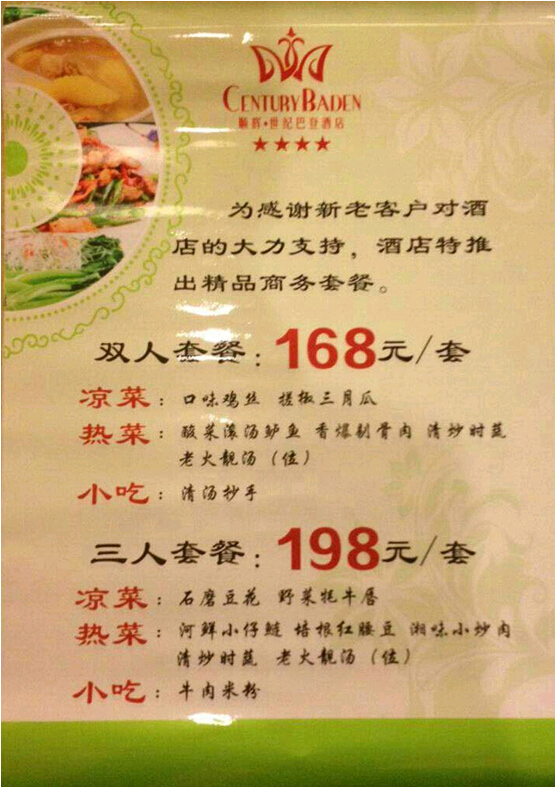 CENTURY BADEN
顺辉·世纪巴登酒店
★★★★
为感谢新老客户对酒
店的大力支持，酒店特推
出精品商务套餐。
双人套餐：168元/套
凉菜：口味鸡丝 搓椒三月瓜
热菜：酸菜滚汤鲈鱼 香爆剔骨肉 清炒时蔬
老火靓汤（位）
小吃：清汤抄手
三人套餐：198元/套
凉菜：石磨豆花 野菜牦牛唇
热菜：河鲜小仔鲢 培根红腰豆 湘味小炒肉
清炒时蔬 老火靓汤（位）
小吃：牛肉米粉